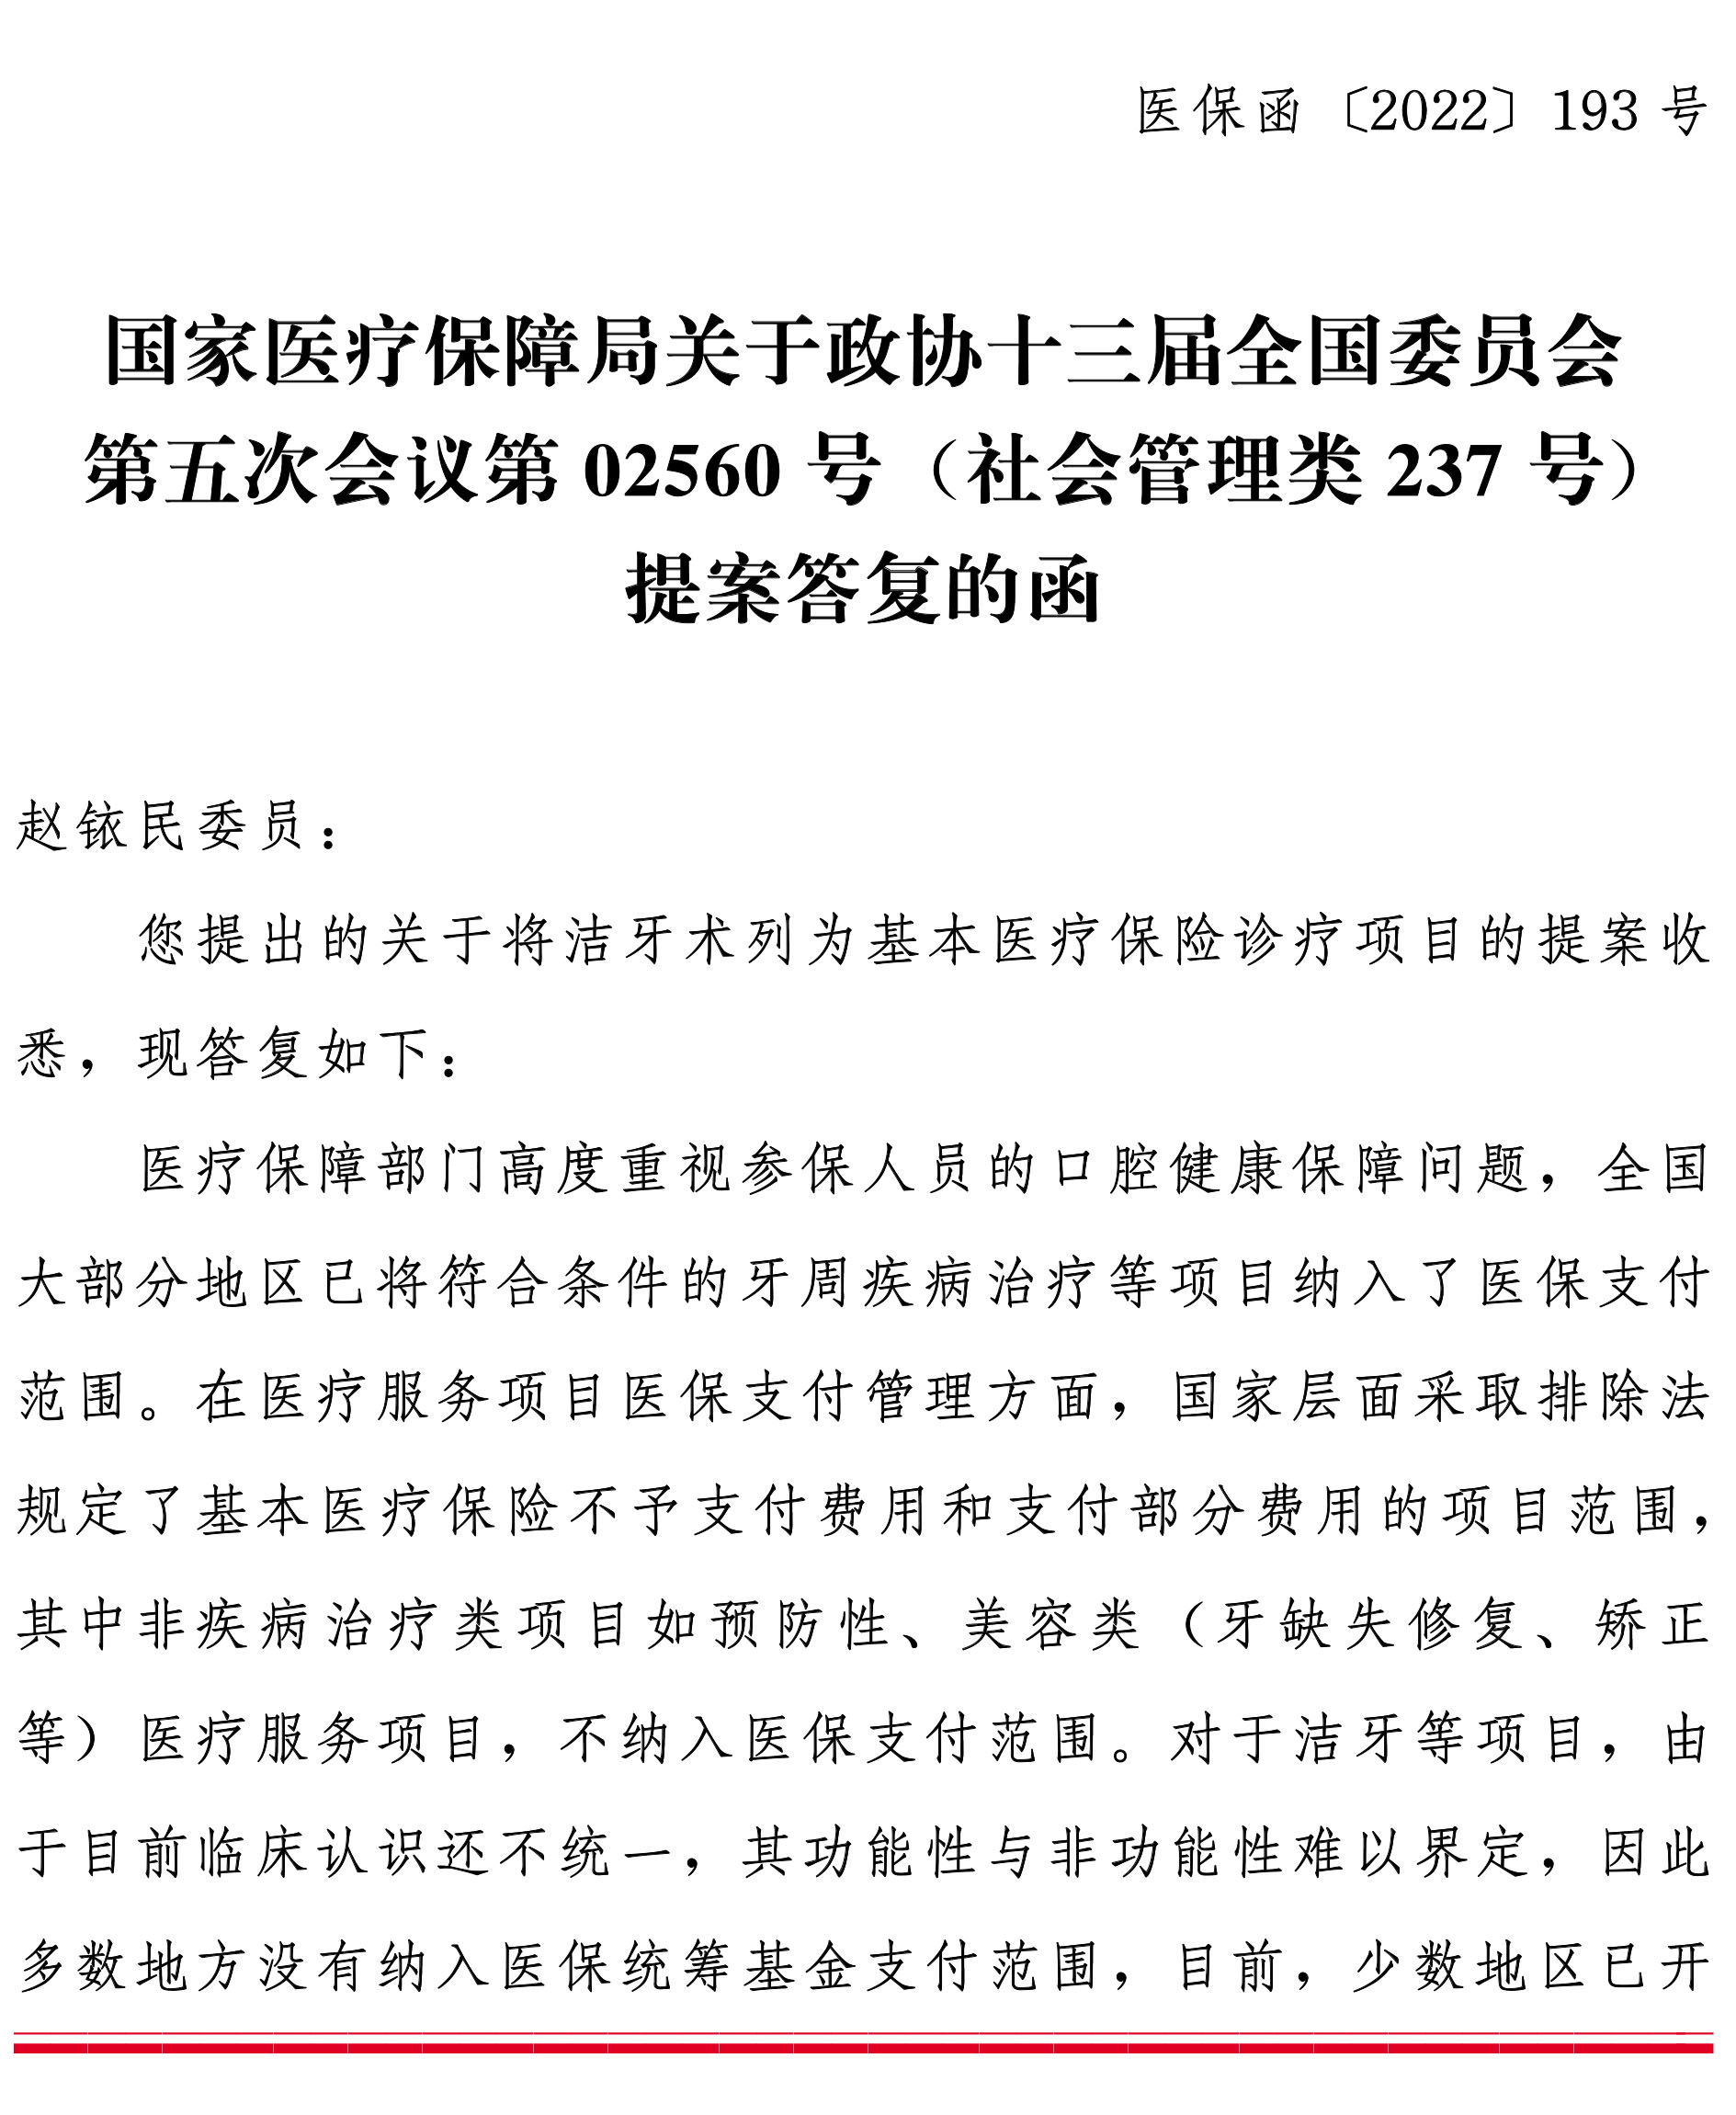 医保函〔2022〕193 号
国家医疗保障局关于政协十三届全国委员会
第五次会议第 02560 号（社会管理类 237 号）
提案答复的函
赵铱民委员：
您提出的关于将洁牙术列为基本医疗保险诊疗项目的提案收
悉，现答复如下：
医疗保障部门高度重视参保人员的口腔健康保障问题，全国
大部分地区已将符合条件的牙周疾病治疗等项目纳入了医保支付
范围。在医疗服务项目医保支付管理方面，国家层面采取排除法
规定了基本医疗保险不予支付费用和支付部分费用的项目范围，
其中非疾病治疗类项目如预防性、美容类（牙缺失修复、矫正
等）医疗服务项目，不纳入医保支付范围。对于洁牙等项目，由
于目前临床认识还不统一，其功能性与非功能性难以界定，因此
多数地方没有纳入医保统筹基金支付范围，目前，少数地区已开